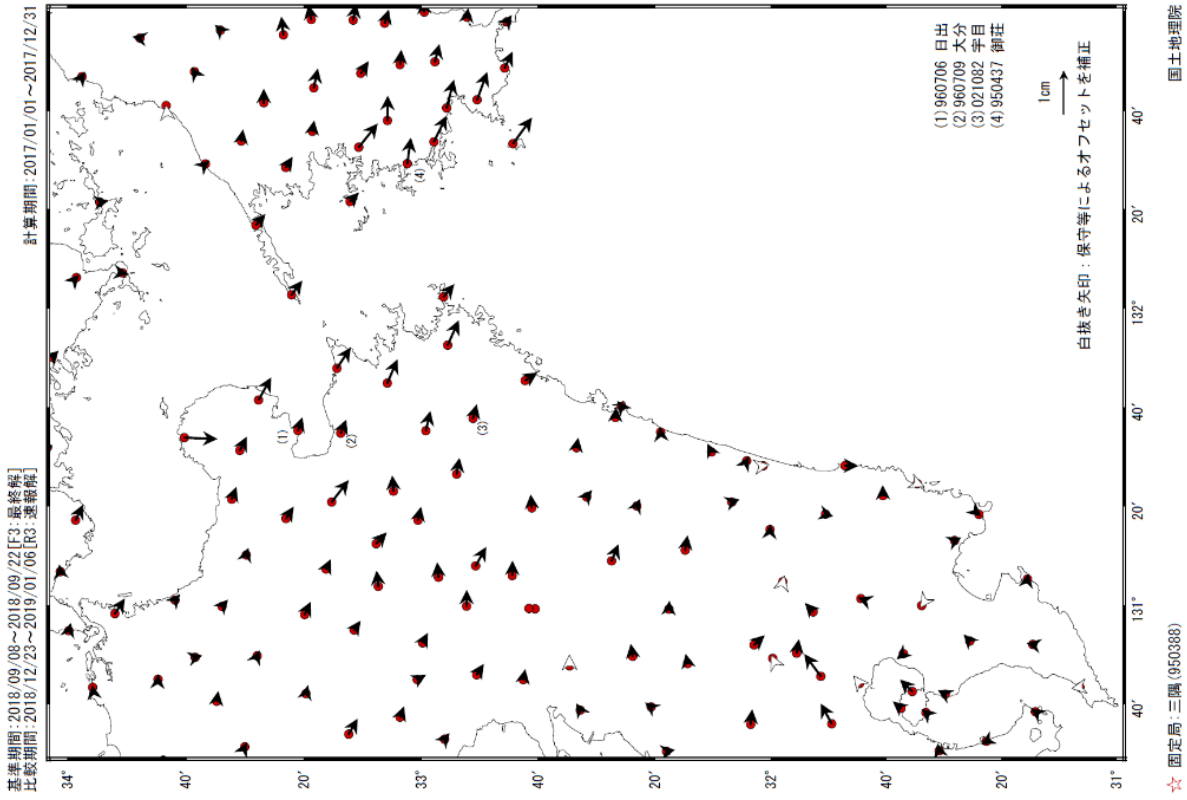 基準期間:2018/09/08~2018/09/22[F3:最終解]
比較期間:2018/12/23~2019/01/06[R3:速報解]
計算期間:2017/01/01~2017/12/31
34°
40′
20′
33°
40′
20′
32°
40′
20′
31°
40′
131°
20′
40′
132°
20′
40′
(1)
(2)
(3)
(4)
(1)960706 日出
(2)960709 大分
(3)021082 宇目
(4)950437 御荘
1cm
白抜き矢印:保守等によるオフセットを補正
☆ 固定局:三隅(950388)
国土地理院